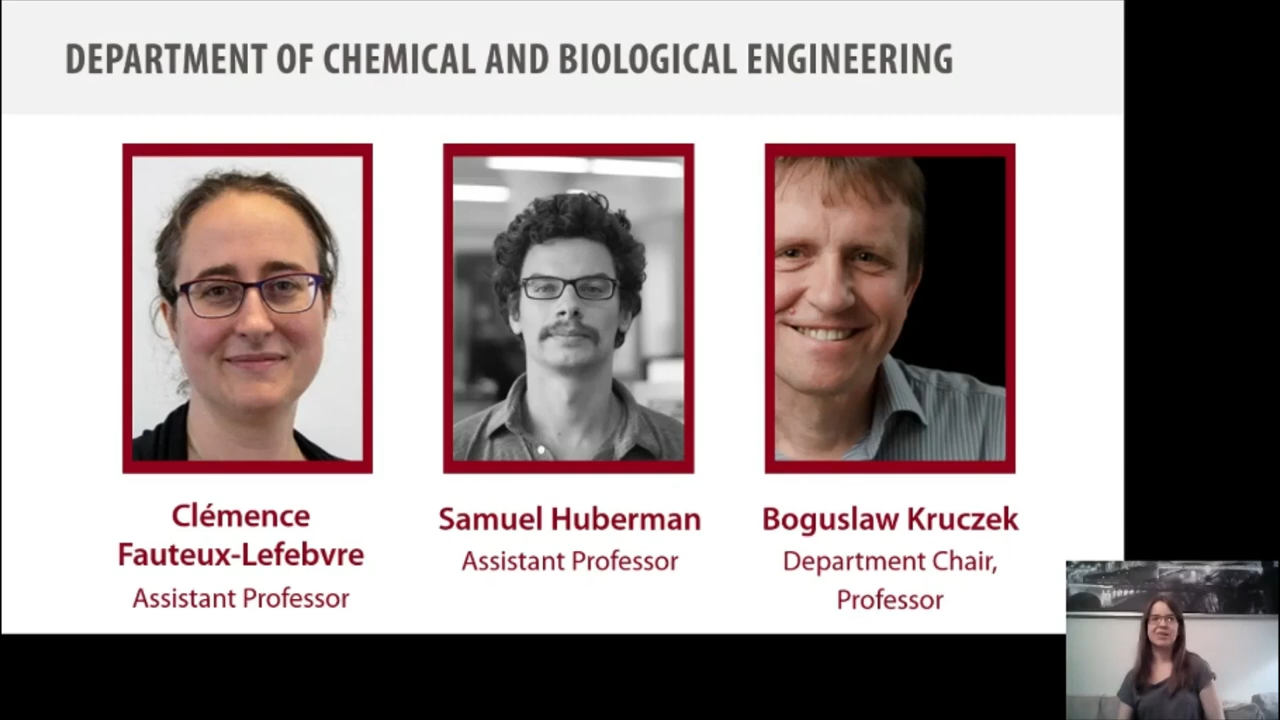 DEPARTMENT OF CHEMICAL AND BIOLOGICAL ENGINEERING
Clémence
Fauteux-Lefebvre
Assistant Professor
Samuel Huberman
Assistant Professor
Boguslaw Kruczek
Department Chair,
Professor